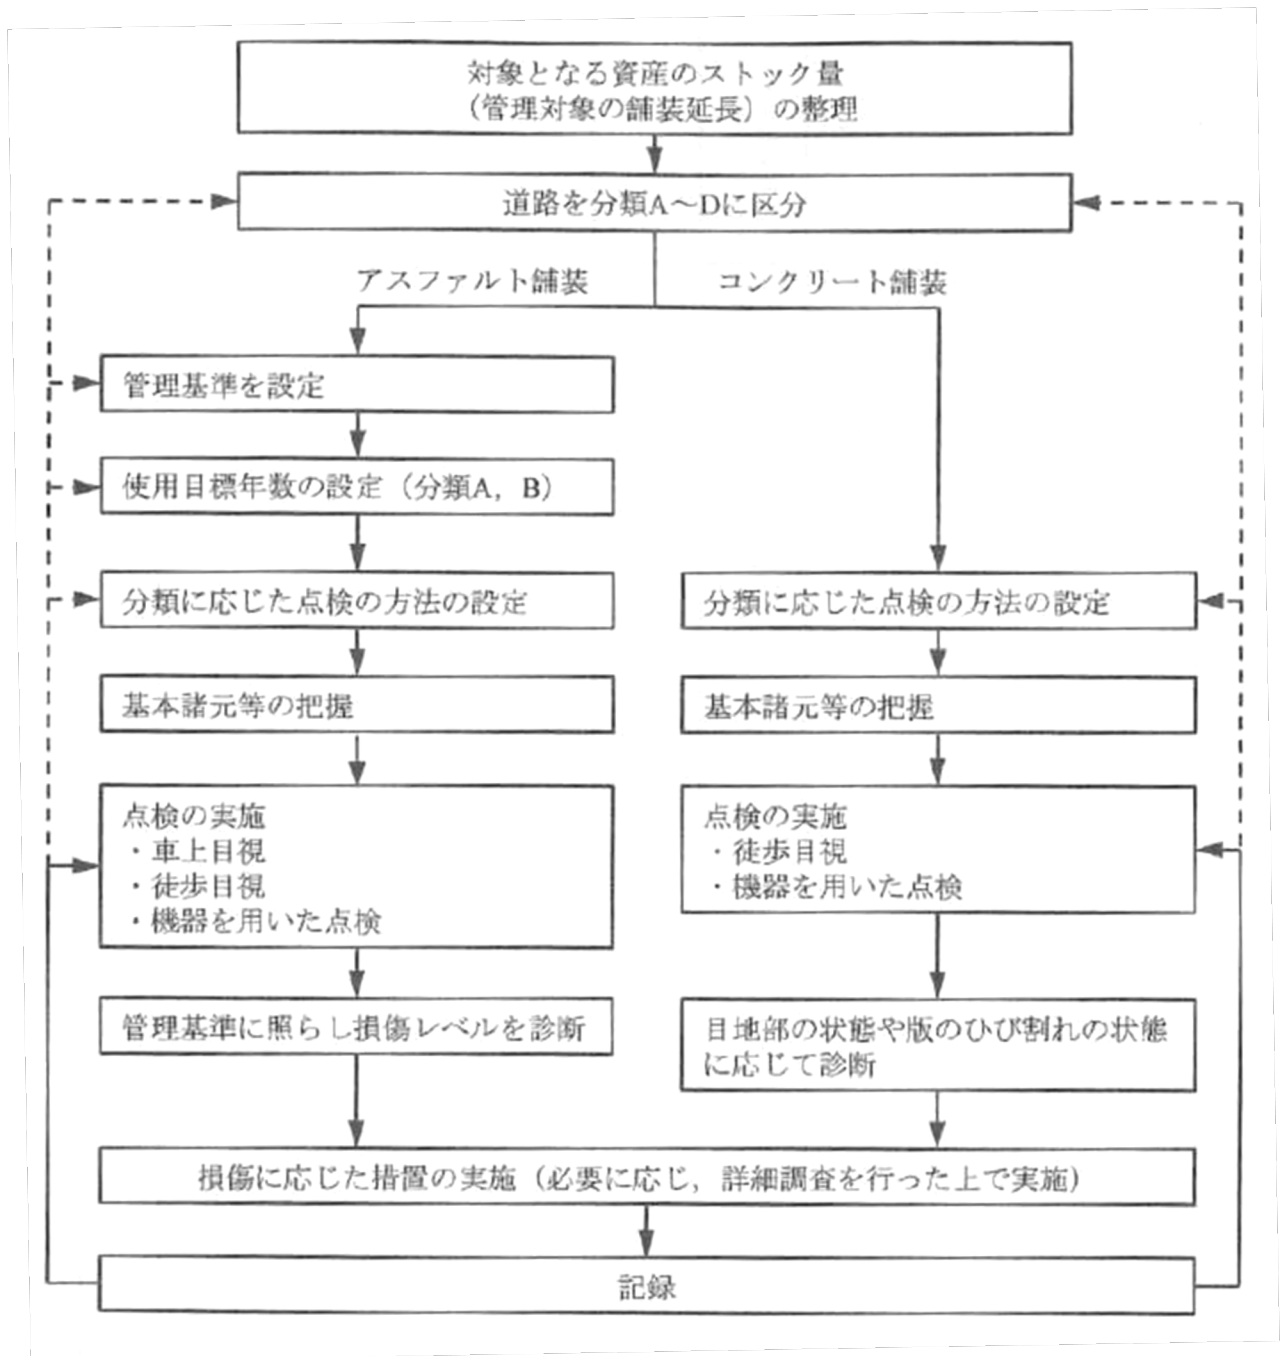 対象となる資産のストック量
（管理対象の舗装延長）の整理
道路を分類A～Dに区分
アスファルト舗装
コンクリート舗装
管理基準を設定
使用目標年数の設定（分類A，B）
分類に応じた点検の方法の設定
基本諸元等の把握
点検の実施
・車上目視
・徒歩目視
・機器を用いた点検
管理基準に照らし損傷レベルを診断
分類に応じた点検の方法の設定
基本諸元等の把握
点検の実施
・徒歩目視
・機器を用いた点検
目地部の状態や版のひび割れの状態
に応じて診断
損傷に応じた措置の実施（必要に応じ，詳細調査を行った上で実施）
記録